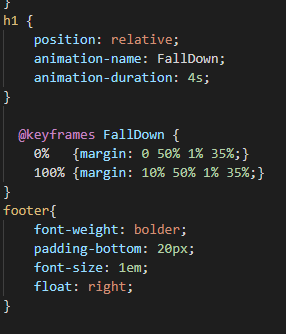 }
h1 {
    position: relative;
    animation-name: FallDown;
    animation-duration: 4s;
}
  @keyframes FallDown {
    0%   {margin: 0 50% 1% 35%;}
    100% {margin: 10% 50% 1% 35%;}
}
footer{
    font-weight: bolder;
    padding-bottom: 20px;
    font-size: 1em;
    float: right;
}